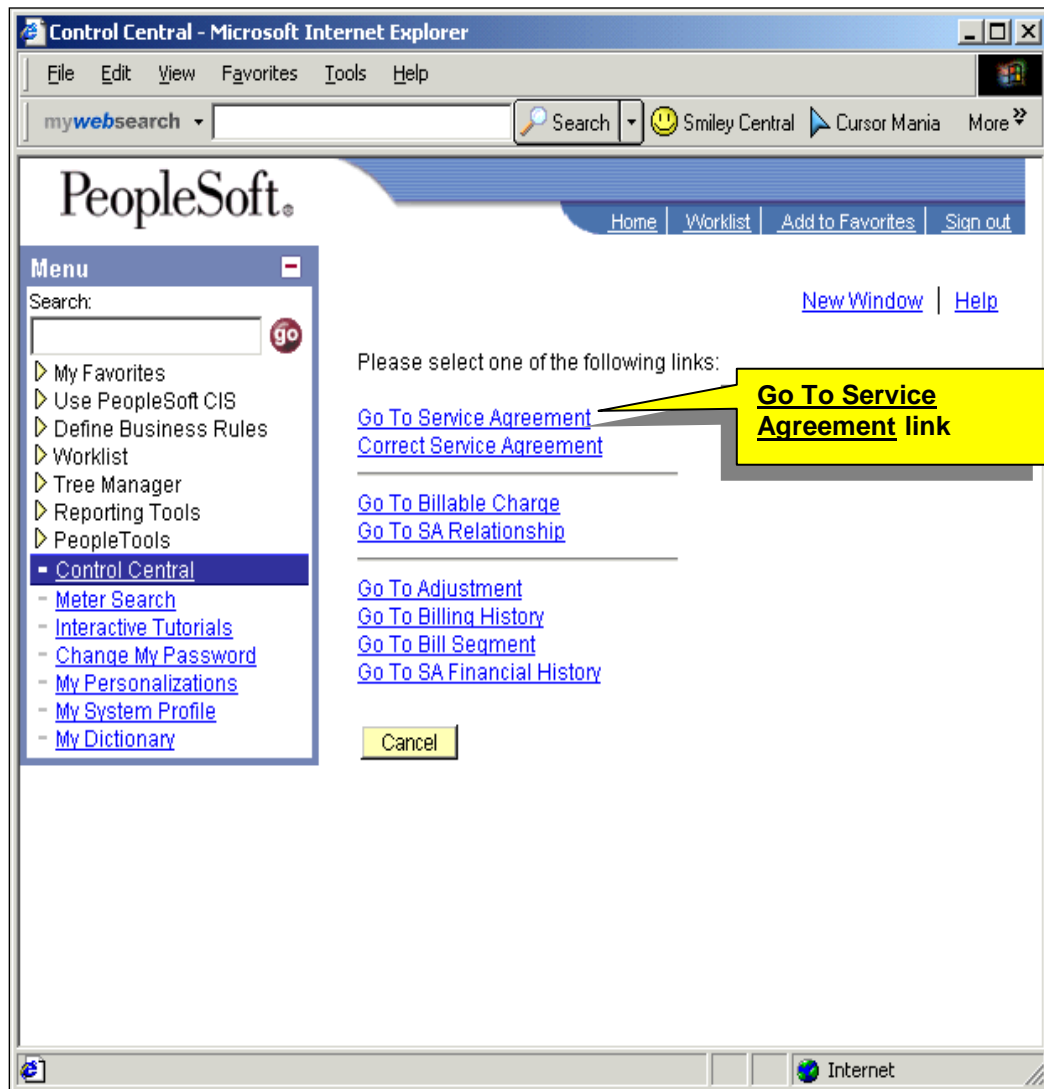 Control Central - Microsoft Internet Explorer
File Edit View Favorites Tools Help
mywebsearch Search Smiley Central Cursor Mania More
PeopleSoft®
Home Worklist Add to Favorites Sign out
Menu
Search:
go
New Window Help
My Favorites
Use PeopleSoft CIS
Define Business Rules
Worklist
Tree Manager
Reporting Tools
PeopleTools
Control Central
Meter Search
Interactive Tutorials
Change My Password
My Personalizations
My System Profile
My Dictionary
Please select one of the following links:
Go To Service Agreement
Correct Service Agreement
Go To Billable Charge
Go To SA Relationship
Go To Adjustment
Go To Billing History
Go To Bill Segment
Go To SA Financial History
Cancel
Go To Service
Agreement link
Internet